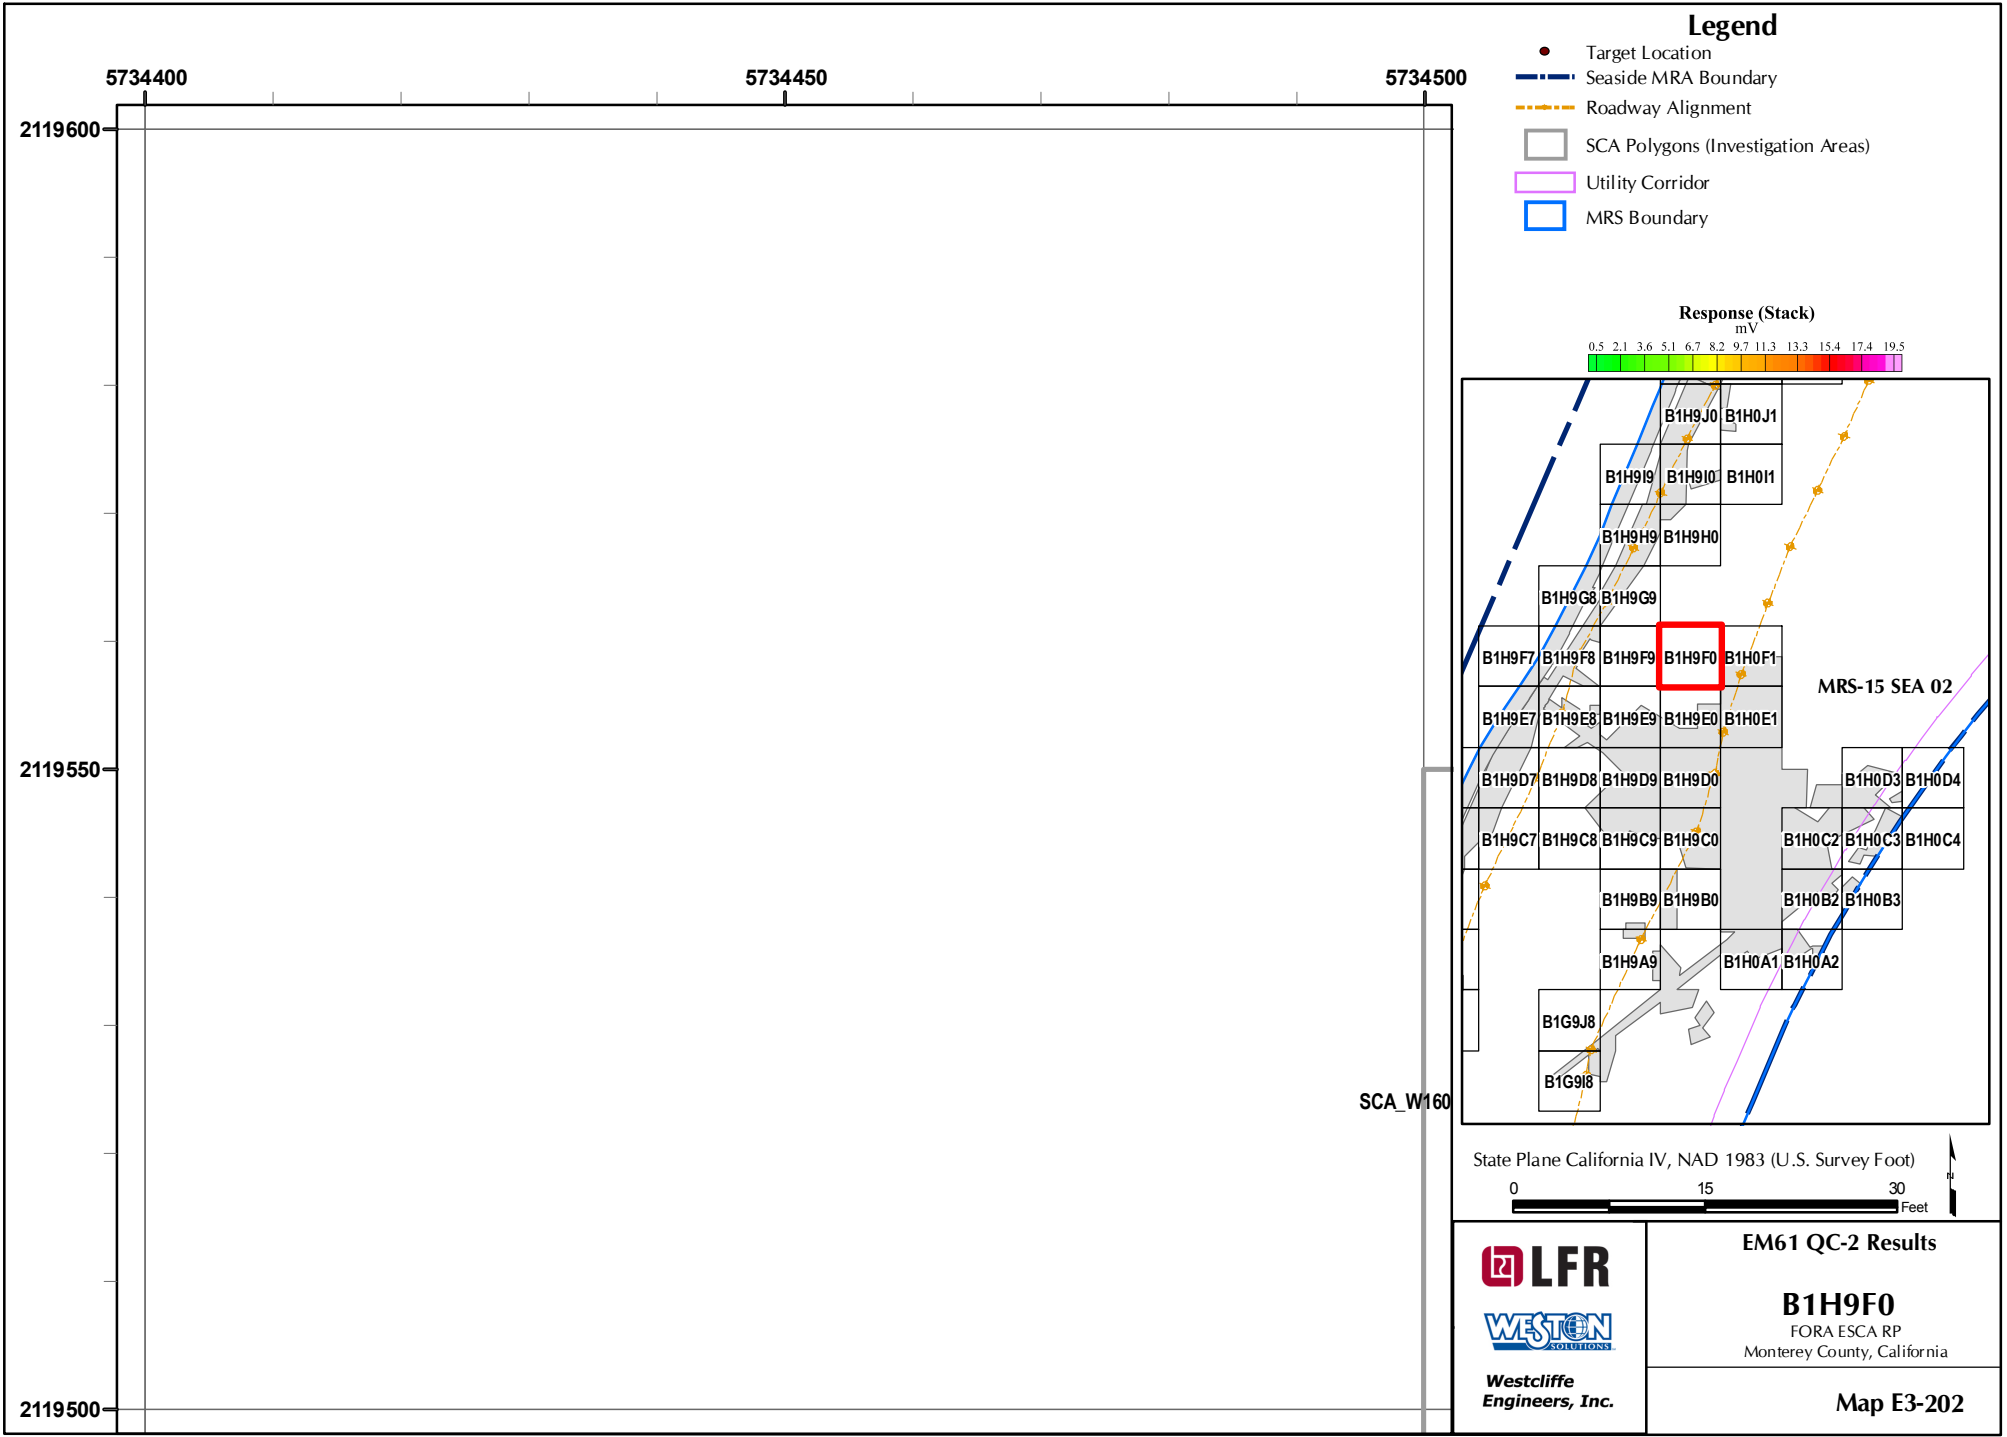 5734400
5734450
5734500
2119600
2119550
2119500
SCA_W160
Legend
Target Location
Seaside MRA Boundary
Roadway Alignment
SCA Polygons (Investigation Areas)
Utility Corridor
MRS Boundary
Response (Stack)
mV
0.5 2.1 3.6 5.1 6.7 8.2 9.7 11.3 13.3 15.4 17.4 19.5
B1H9J0 B1H0J1
B1H9I9 B1H9I0 B1H0I1
B1H9H9 B1H9H0
B1H9G8 B1H9G9
B1H9F7 B1H9F8 B1H9F9 B1H9F0 B1H0F1
MRS-15 SEA 02
B1H9E7 B1H9E8 B1H9E9 B1H9E0 B1H0E1
B1H9D7 B1H9D8 B1H9D9 B1H9D0 B1H0D3 B1H0D4
B1H9C7 B1H9C8 B1H9C9 B1H9C0 B1H0C2 B1H0C3 B1H0C4
B1H9B9 B1H9B0 B1H0B2 B1H0B3
B1H9A9 B1H0A1 B1H0A2
B1G9J8
B1G9I8
State Plane California IV, NAD 1983 (U.S. Survey Foot)
0 15 30
Feet
N
LFR
WESTON
SOLUTIONS
Westcliffe
Engineers, Inc.
EM61 QC-2 Results
B1H9F0
FORA ESCA RP
Monterey County, California
Map E3-202